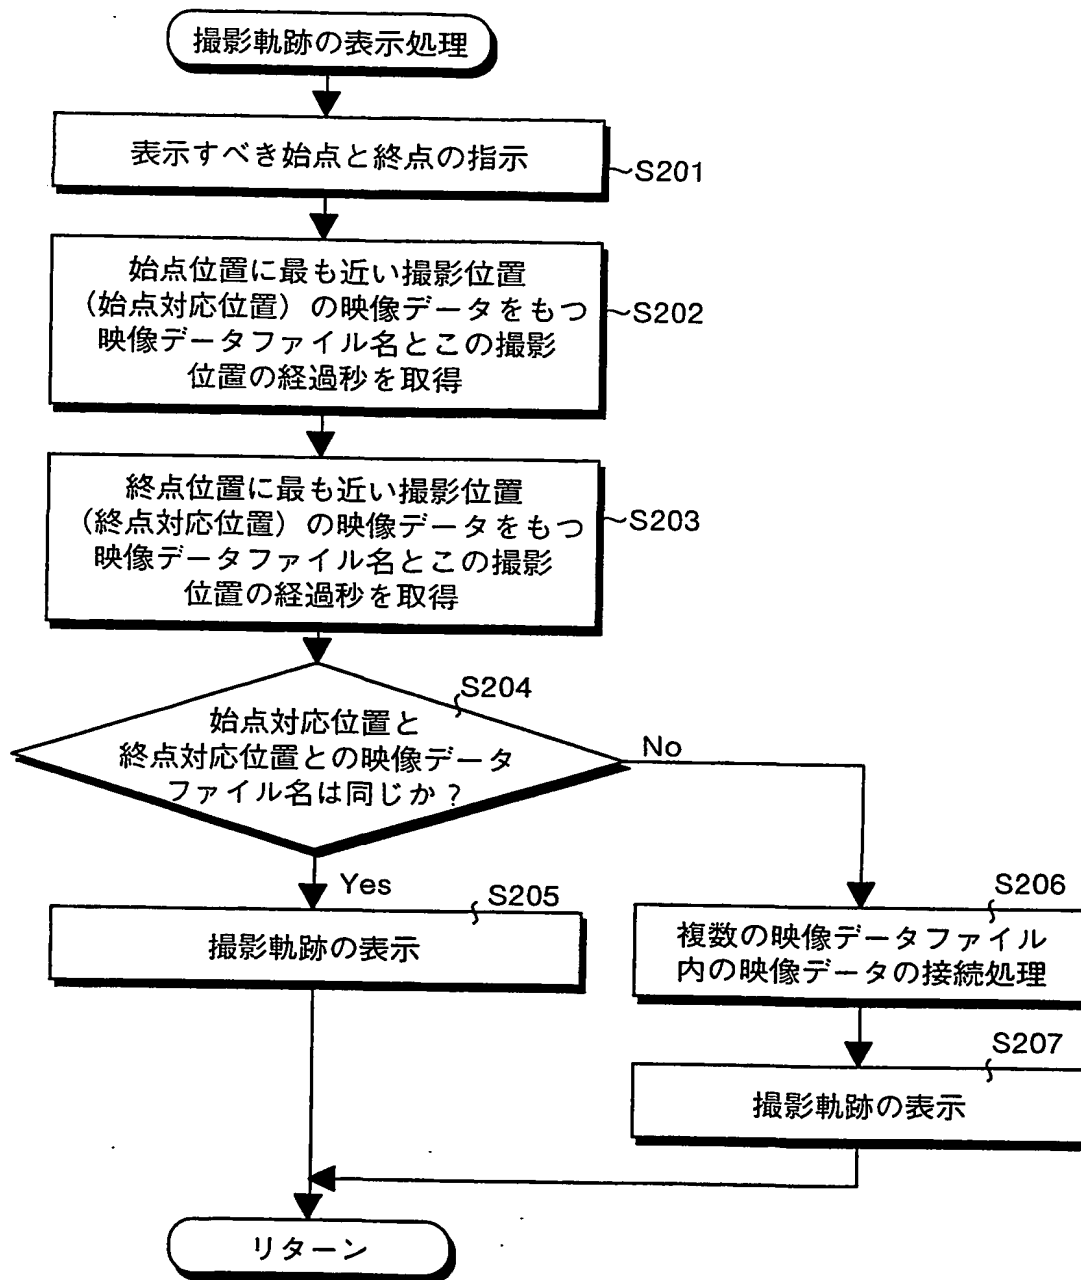 撮影軌跡の表示処理
表示すべき始点と終点の指示
S201
始点位置に最も近い撮影位置
(始点対応位置)の映像データをもつ
映像データファイル名とこの撮影
位置の経過秒を取得
S202
終点位置に最も近い撮影位置
(終点対応位置)の映像データをもつ
映像データファイル名とこの撮影
位置の経過秒を取得
S203
S204
始点対応位置と
終点対応位置との映像データ
ファイル名は同じか?
No
Yes
S205
撮影軌跡の表示
S206
複数の映像データファイル
内の映像データの接続処理
S207
撮影軌跡の表示
リターン